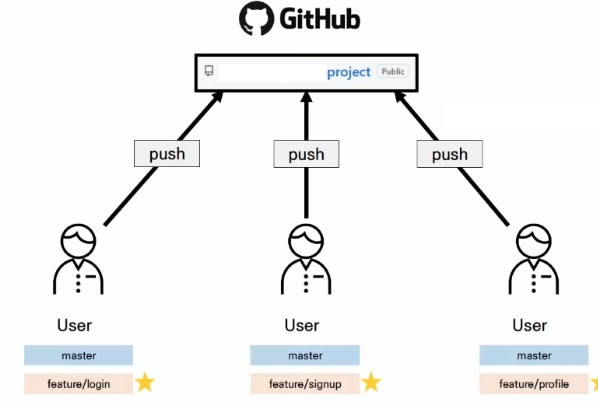 GitHub
project Public
push push push
User User User
master master master
feature/login feature/signup feature/profile